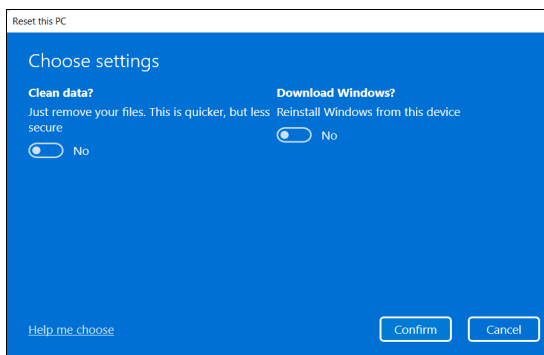 Reset this PC
Choose settings
Clean data?
Just remove your files. This is quicker, but less
secure
No
Download Windows?
Reinstall Windows from this device
No
Help me choose
Confirm
Cancel